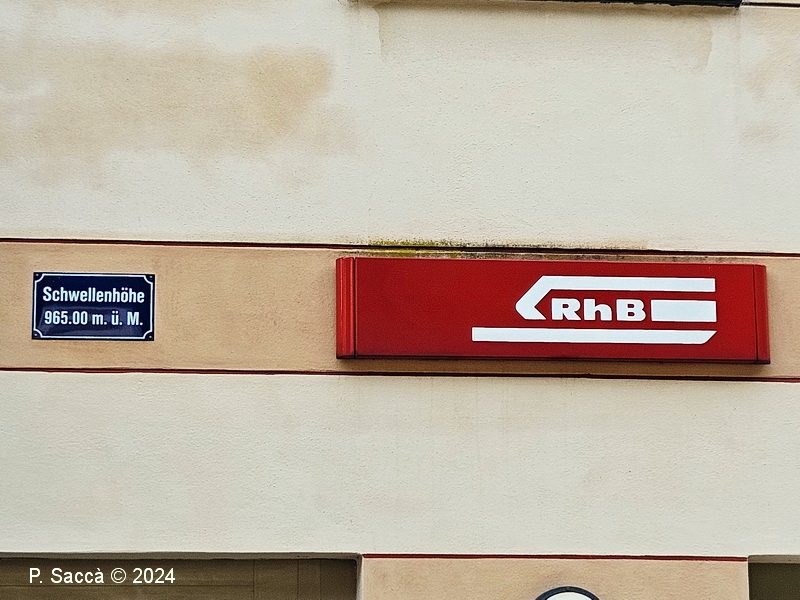 Schwellenhöhe
965.00 m. ü. M.
RhB
P. Saccà © 2024